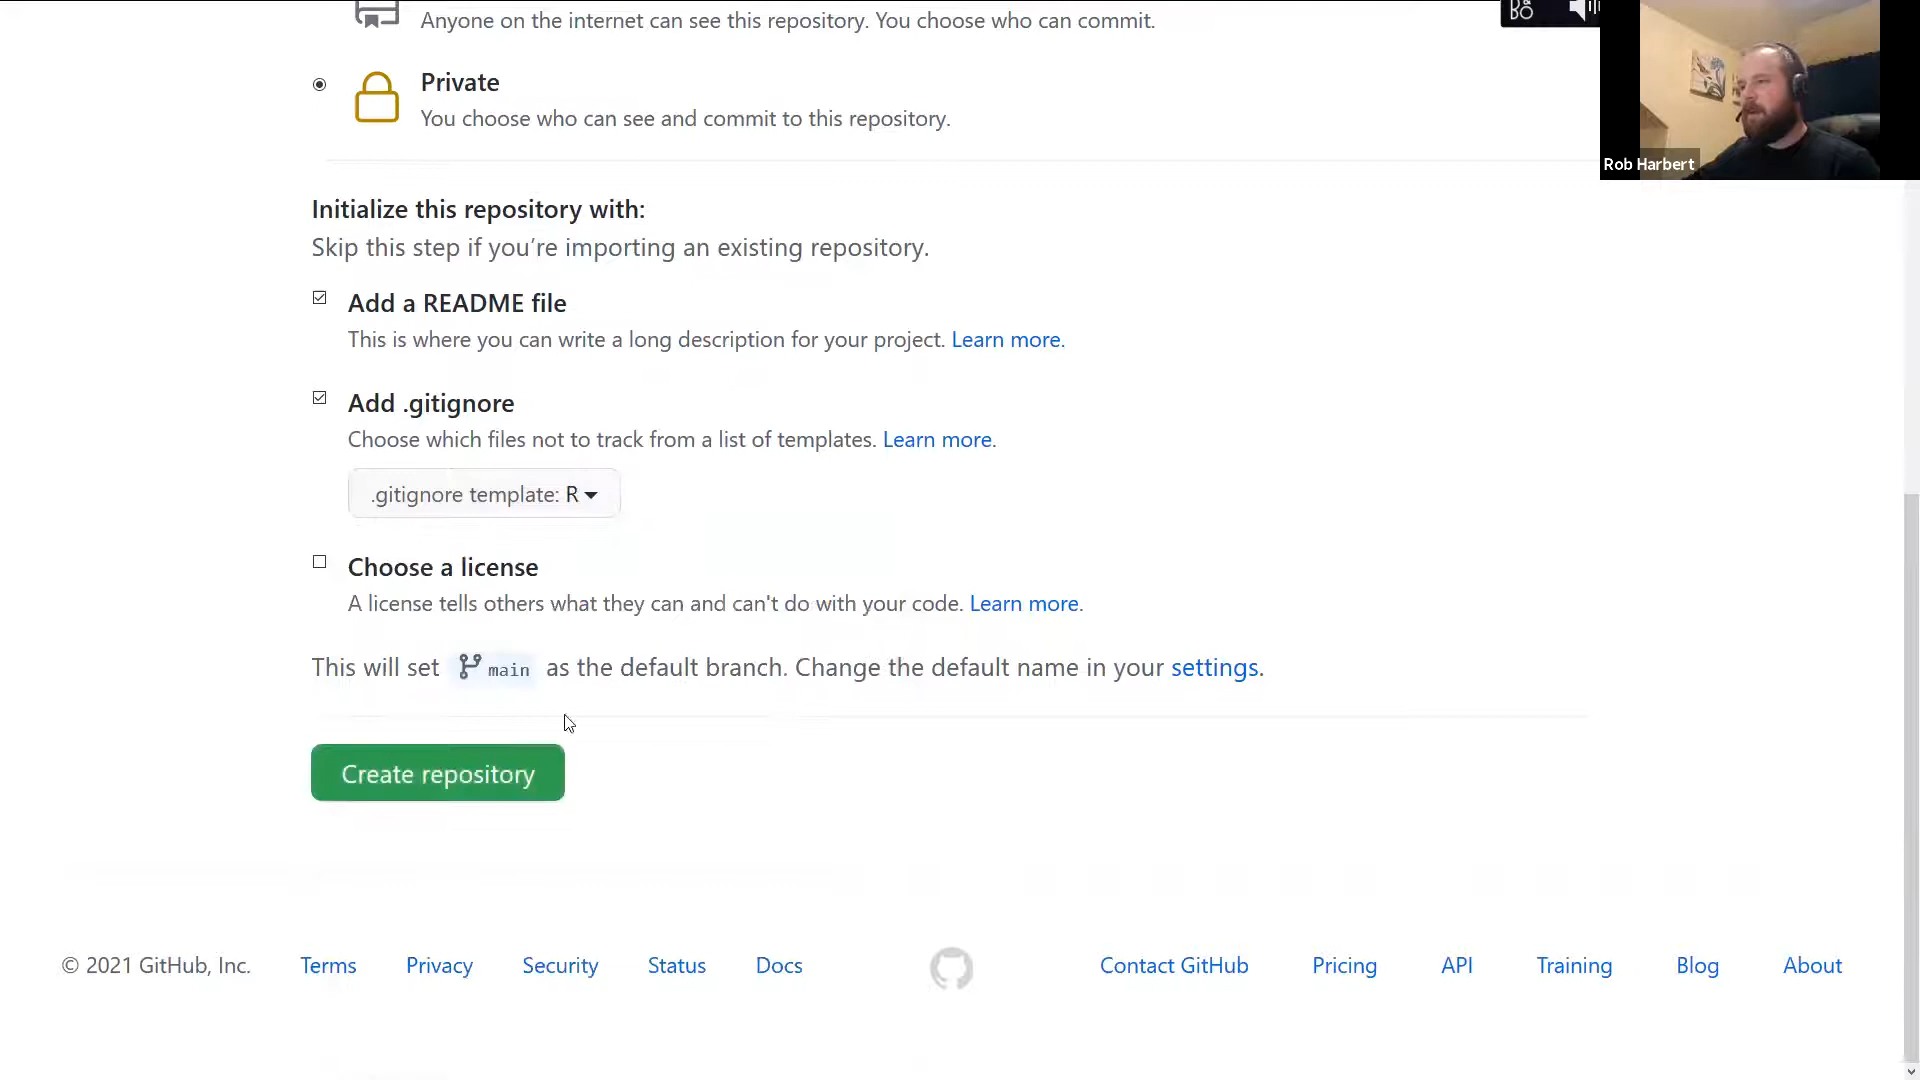 Anyone on the internet can see this repository. You choose who can commit.
Private
You choose who can see and commit to this repository.
Rob Harbert
Initialize this repository with:
Skip this step if you’re importing an existing repository.
Add a README file
This is where you can write a long description for your project. Learn more.
Add .gitignore
Choose which files not to track from a list of templates. Learn more.
.gitignore template: R
Choose a license
A license tells others what they can and can't do with your code. Learn more.
This will set main as the default branch. Change the default name in your settings.
Create repository
© 2021 GitHub, Inc. Terms Privacy Security Status Docs Contact GitHub Pricing API Training Blog About